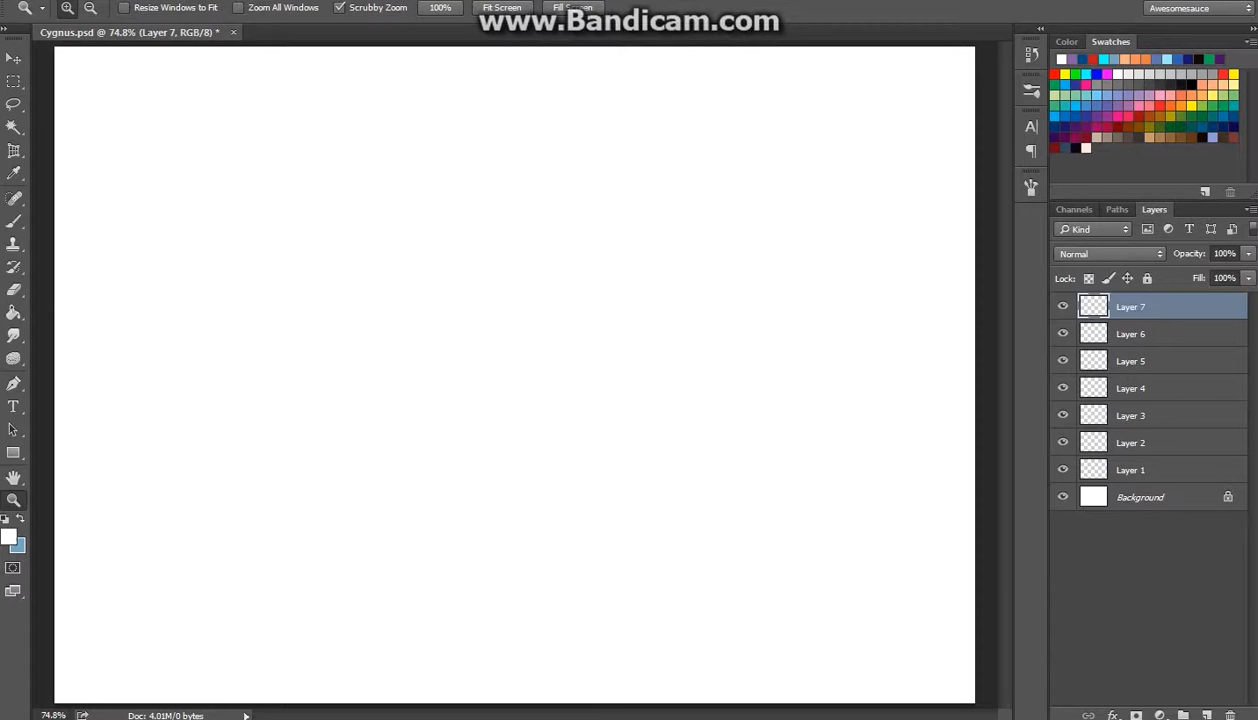 www.Bandicam.com
Resize Windows to Fit Zoom All Windows Scrubby Zoom 100% Fit Screen Fill Screen Awesomesauce
Cygnus.psd @ 74.8% (Layer 7, RGB/8) * ×
Color Swatches
Channels Paths Layers
Kind
Normal Opacity: 100%
Lock: Fill: 100%
Layer 7
Layer 6
Layer 5
Layer 4
Layer 3
Layer 2
Layer 1
Background
74.8% Doc: 4.01M/0 bytes